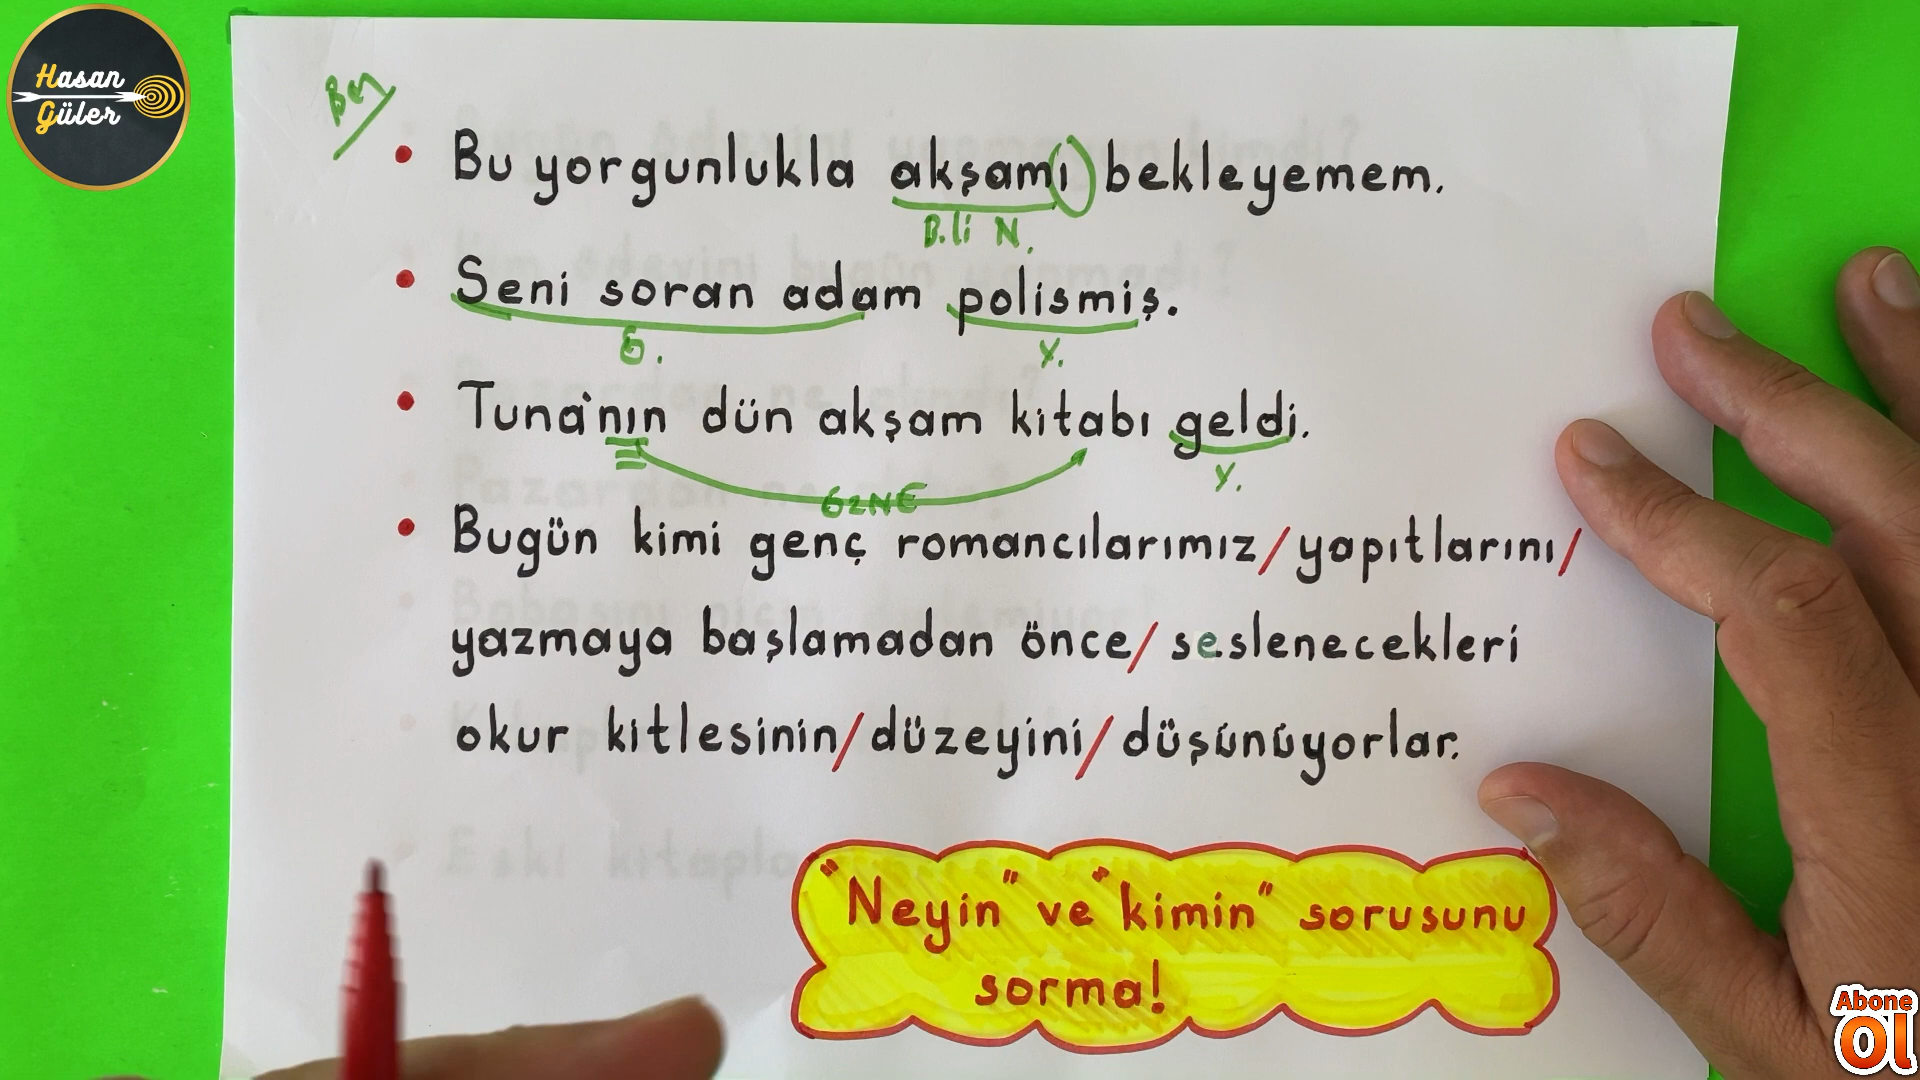 Hasan
Güler
Ben
Bu yorgunlukla akşamı bekleyemem.
B.li N.
Seni soran adam polismiş.
Ö. Y.
Tuna'nın dün akşam kitabı geldi.
ÖZNE Y.
Bugün kimi genç romancılarımız/yapıtlarını/
yazmaya başlamadan önce/seslenecekleri
okur kitlesinin/düzeyini/düşünüyorlar.
"Neyin" ve "kimin" sorusunu
sorma!
Abone
Ol